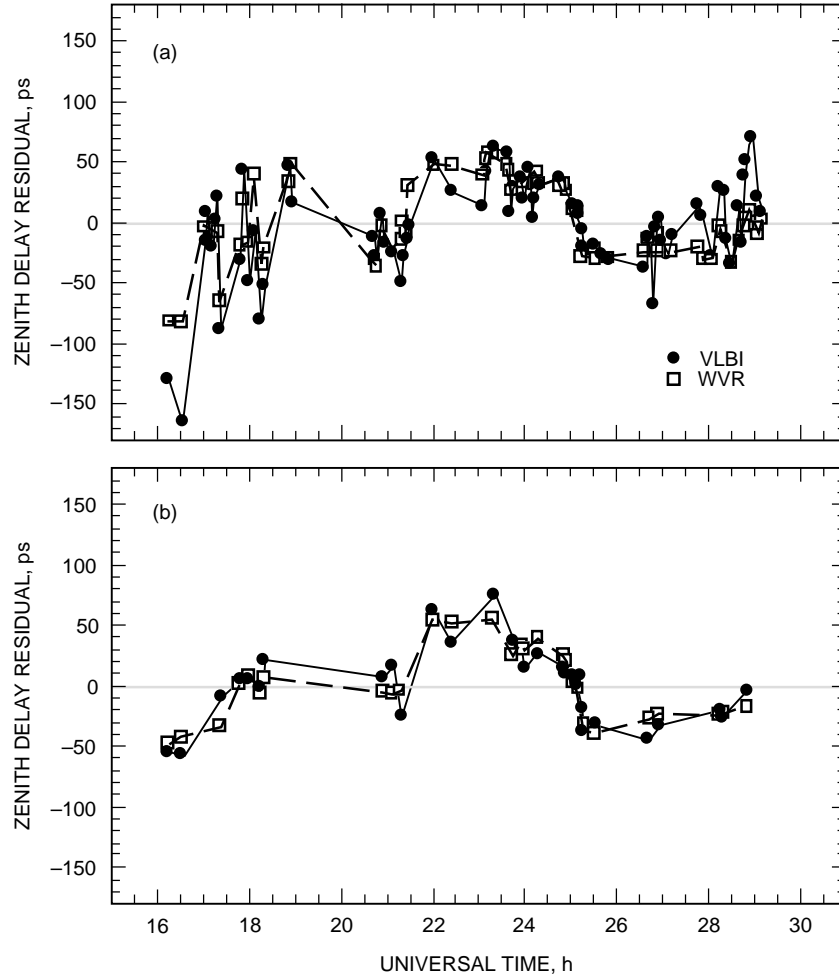 150
(a)
100
50
0
−50
−100
−150
ZENITH DELAY RESIDUAL, ps
VLBI
WVR
150
(b)
100
50
0
−50
−100
−150
ZENITH DELAY RESIDUAL, ps
16 18 20 22 24 26 28 30
UNIVERSAL TIME, h